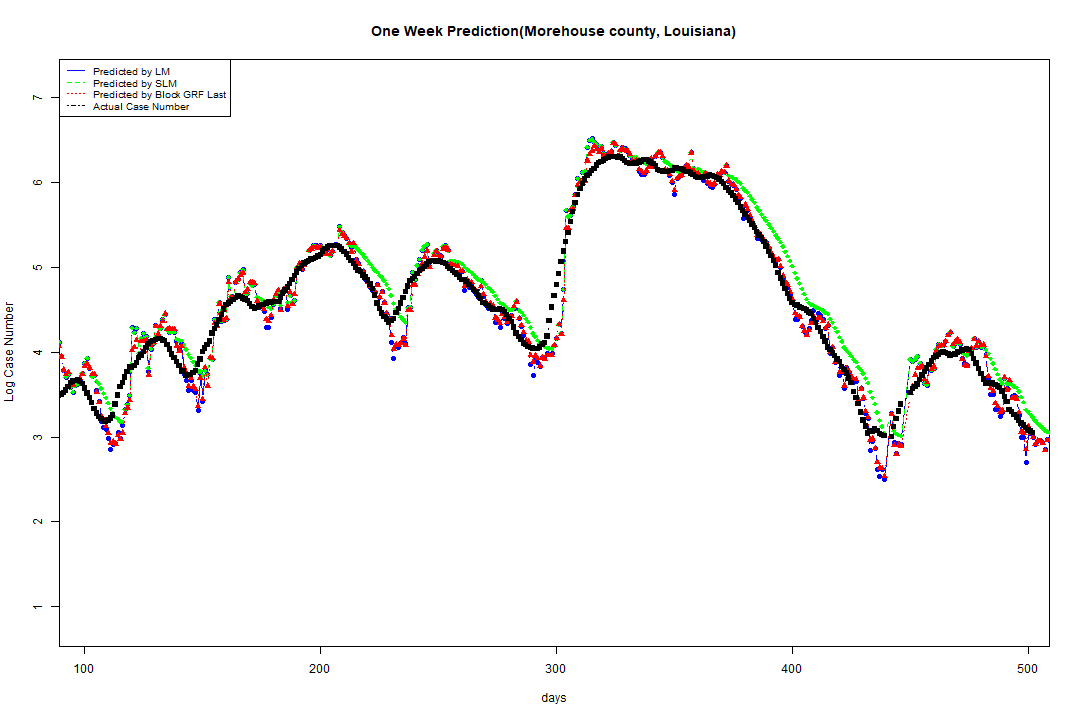 One Week Prediction(Morehouse county, Louisiana)
Predicted by LM
Predicted by SLM
Predicted by Block GRF Last
Actual Case Number
7
6
5
4
3
2
1
Log Case Number
100 200 300 400 500
days